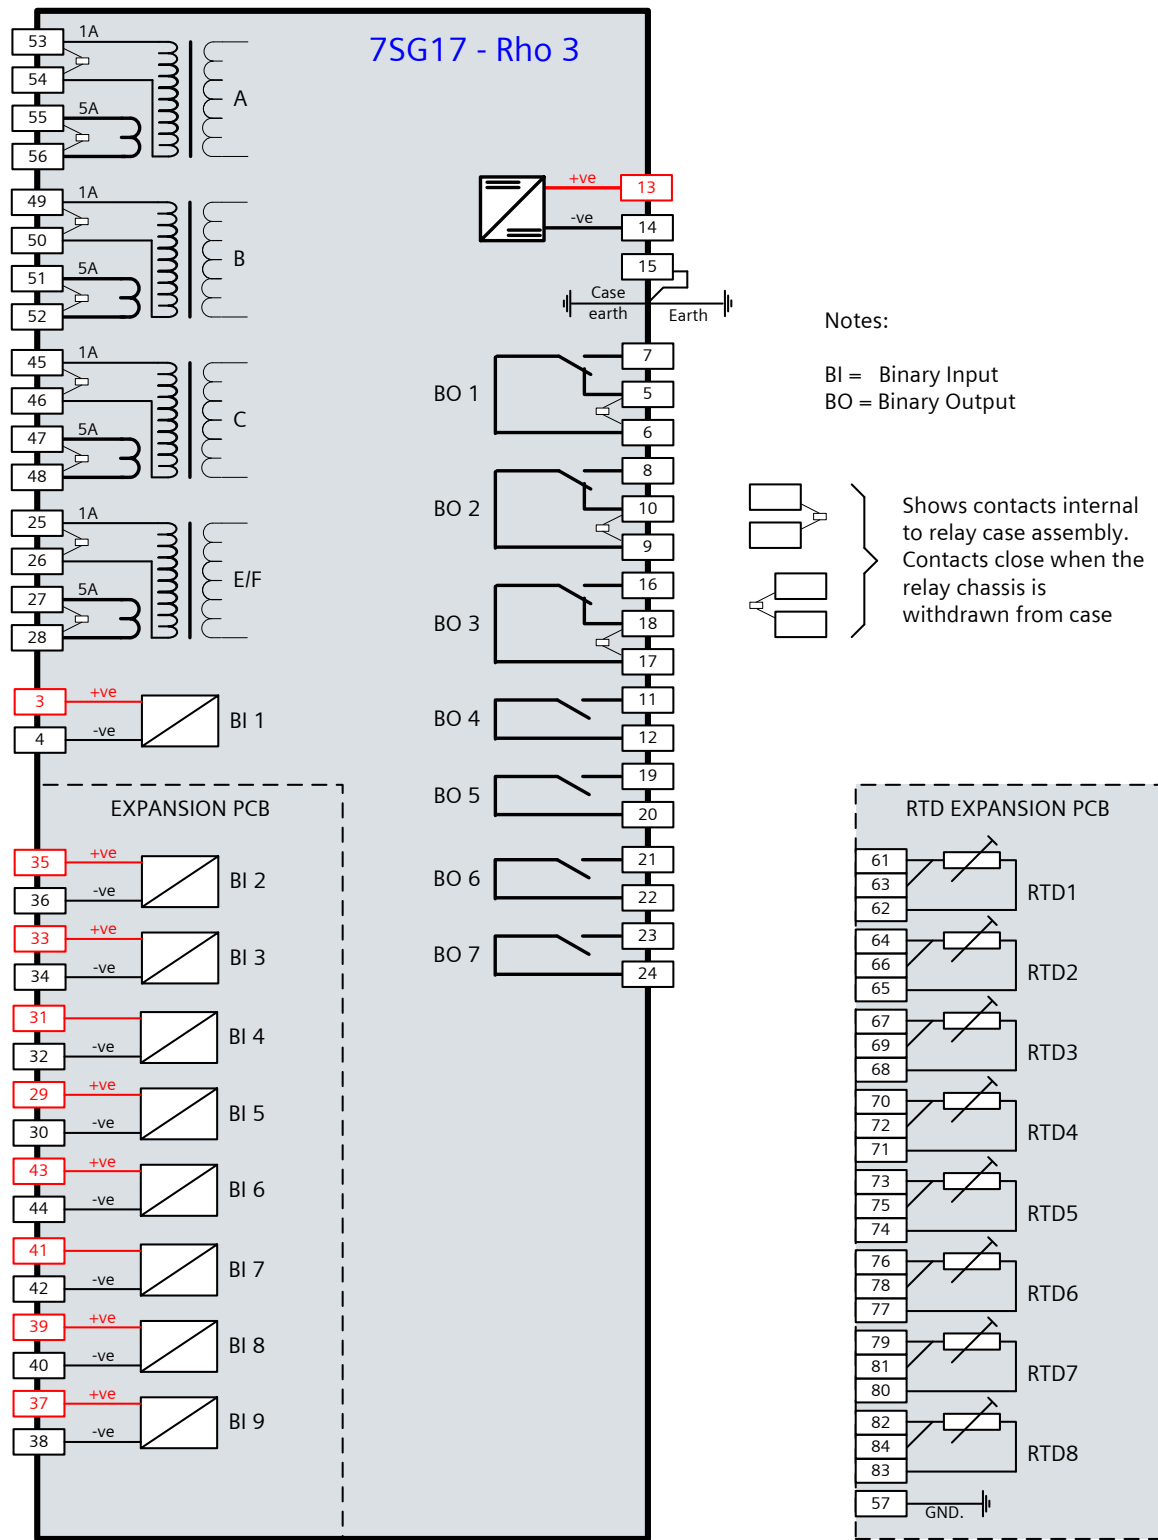 7SG17 - Rho 3
53
1A
54
55
5A
56
A
49
1A
50
51
5A
52
B
45
1A
46
47
5A
48
C
25
1A
26
27
5A
28
E/F
3
+ve
4
-ve
BI 1
EXPANSION PCB
35
+ve
36
-ve
BI 2
33
+ve
34
-ve
BI 3
31
32
-ve
BI 4
29
+ve
30
-ve
BI 5
43
+ve
44
-ve
BI 6
41
42
-ve
BI 7
39
+ve
40
-ve
BI 8
37
+ve
38
-ve
BI 9
+ve
13
-ve
14
15
Case
earth
Earth
BO 1
7
5
6
BO 2
8
10
9
BO 3
16
18
17
BO 4
11
12
BO 5
19
20
BO 6
21
22
BO 7
23
24
Notes:
BI = Binary Input
BO = Binary Output
Shows contacts internal
to relay case assembly.
Contacts close when the
relay chassis is
withdrawn from case
RTD EXPANSION PCB
61
63
62
RTD1
64
66
65
RTD2
67
69
68
RTD3
70
72
71
RTD4
73
75
74
RTD5
76
78
77
RTD6
79
81
80
RTD7
82
84
83
RTD8
57
GND.